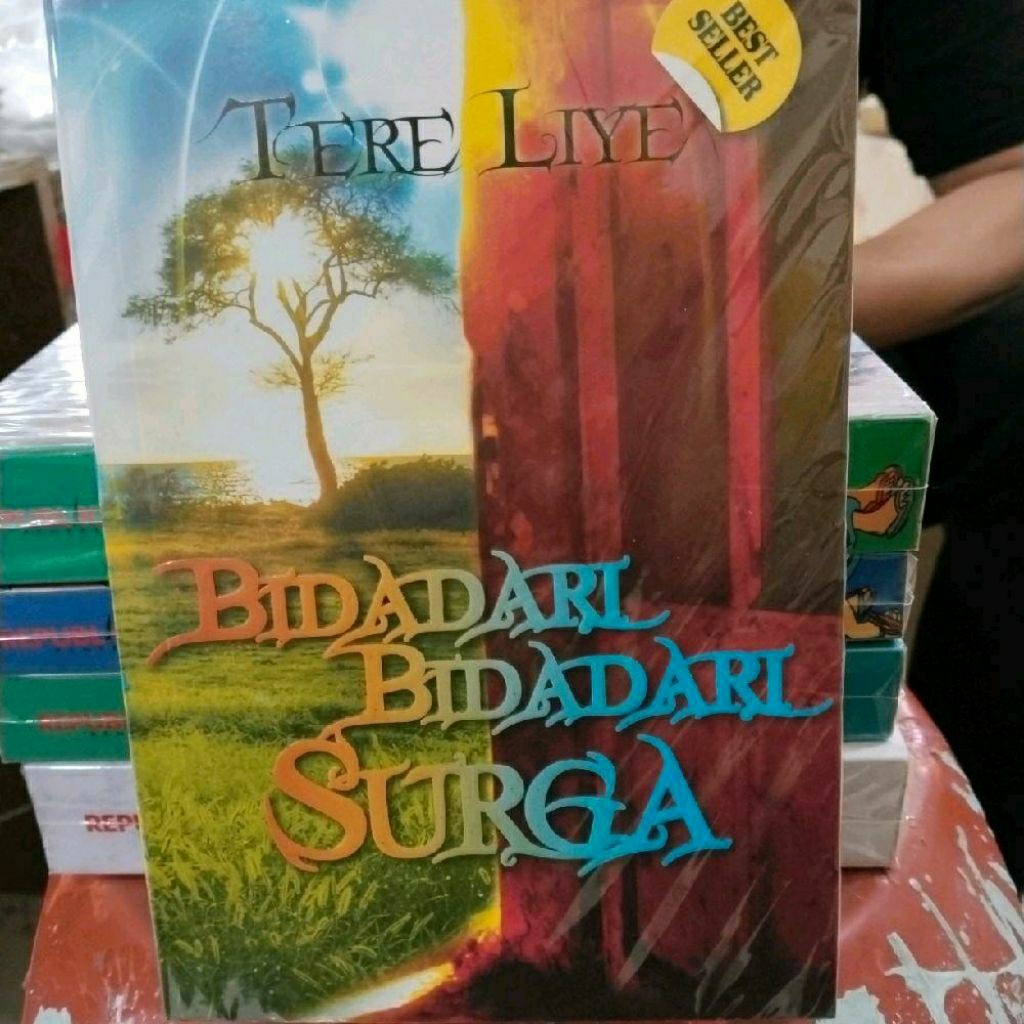 BEST
SELLER
TERE LIYE
BIDADARI
BIDADARI
SURGA